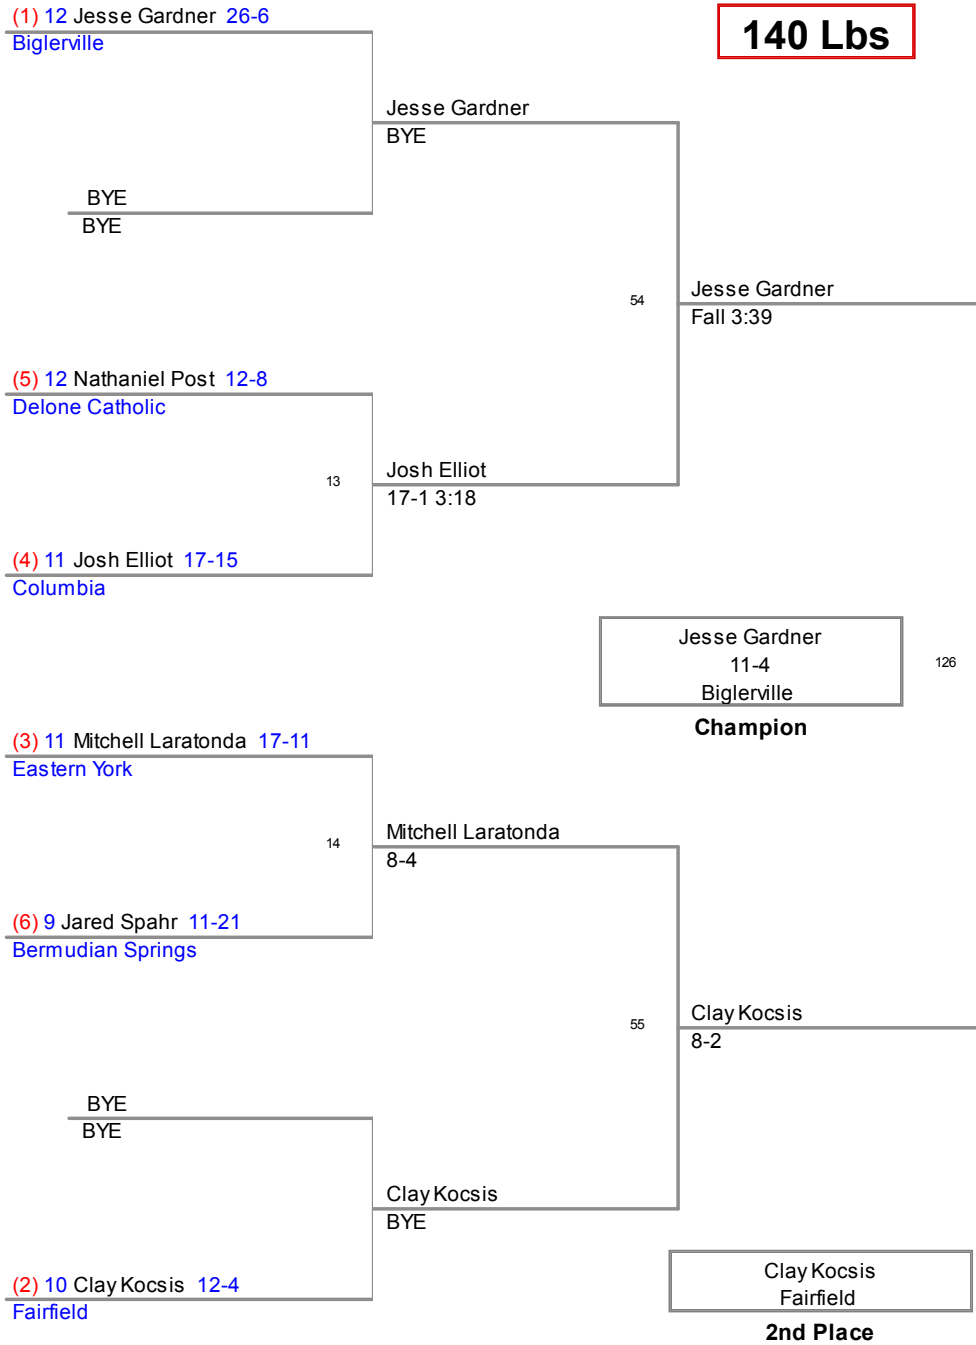 (1) 12 Jesse Gardner 26-6
Biglerville
140 Lbs
Jesse Gardner
BYE
BYE
BYE
54
Jesse Gardner
Fall 3:39
(5) 12 Nathaniel Post 12-8
Delone Catholic
13
Josh Elliot
17-1 3:18
(4) 11 Josh Elliot 17-15
Columbia
Jesse Gardner
11-4
Biglerville
126
Champion
(3) 11 Mitchell Laratonda 17-11
Eastern York
14
Mitchell Laratonda
8-4
(6) 9 Jared Spahr 11-21
Bermudian Springs
55
Clay Kocsis
8-2
BYE
BYE
Clay Kocsis
BYE
(2) 10 Clay Kocsis 12-4
Fairfield
Clay Kocsis
Fairfield
2nd Place